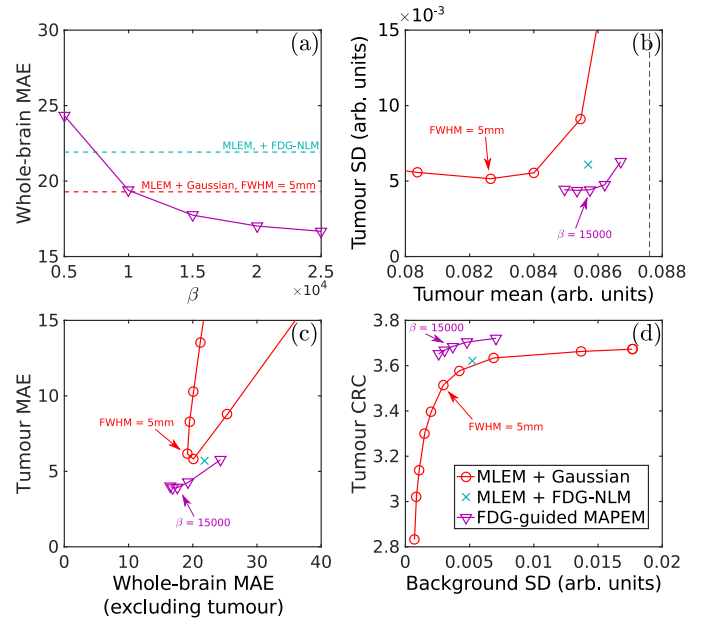 30
25
20
15
Whole-brain MAE
(a)
MLEM, + FDG-NLM
MLEM + Gaussian, FWHM = 5mm
0.5
1
1.5
2
2.5
×10⁴
β
×10⁻³
15
10
5
0
Tumour SD (arb. units)
(b)
FWHM = 5mm
β = 15000
0.08
0.082
0.084
0.086
0.088
Tumour mean (arb. units)
15
10
5
0
Tumour MAE
(c)
FWHM = 5mm
β = 15000
0
10
20
30
40
Whole-brain MAE
(excluding tumour)
3.8
3.6
3.4
3.2
3
2.8
Tumour CRC
(d)
β = 15000
FWHM = 5mm
MLEM + Gaussian
MLEM + FDG-NLM
FDG-guided MAPEM
0
0.005
0.01
0.015
0.02
Background SD (arb. units)